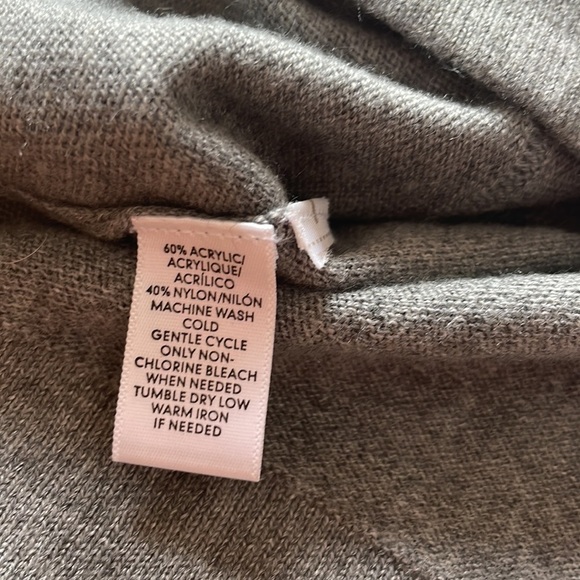 60% ACRYLIC/
ACRYLIQUE/
ACRÍLICO
40% NYLON/NILÓN
MACHINE WASH
COLD
GENTLE CYCLE
ONLY NON-
CHLORINE BLEACH
WHEN NEEDED
TUMBLE DRY LOW
WARM IRON
IF NEEDED